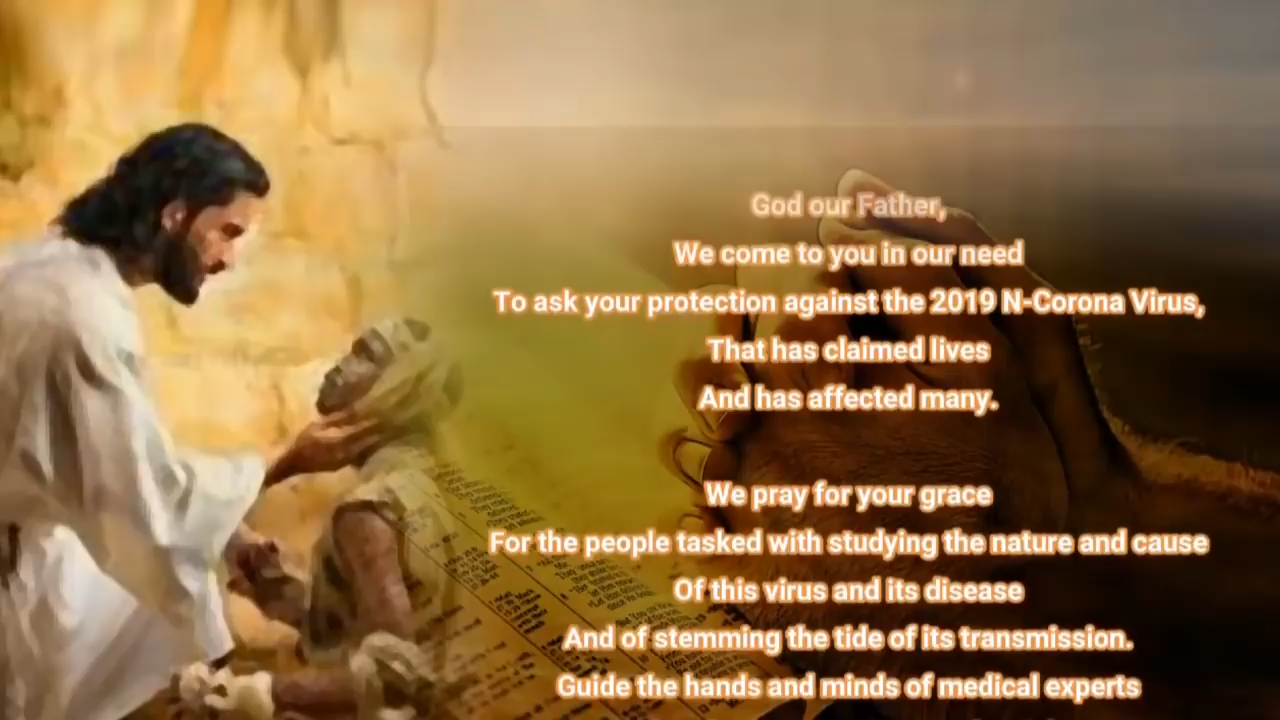 God our Father,
We come to you in our need
To ask your protection against the 2019 N-Corona Virus,
That has claimed lives
And has affected many.
We pray for your grace
For the people tasked with studying the nature and cause
Of this virus and its disease
And of stemming the tide of its transmission.
Guide the hands and minds of medical experts